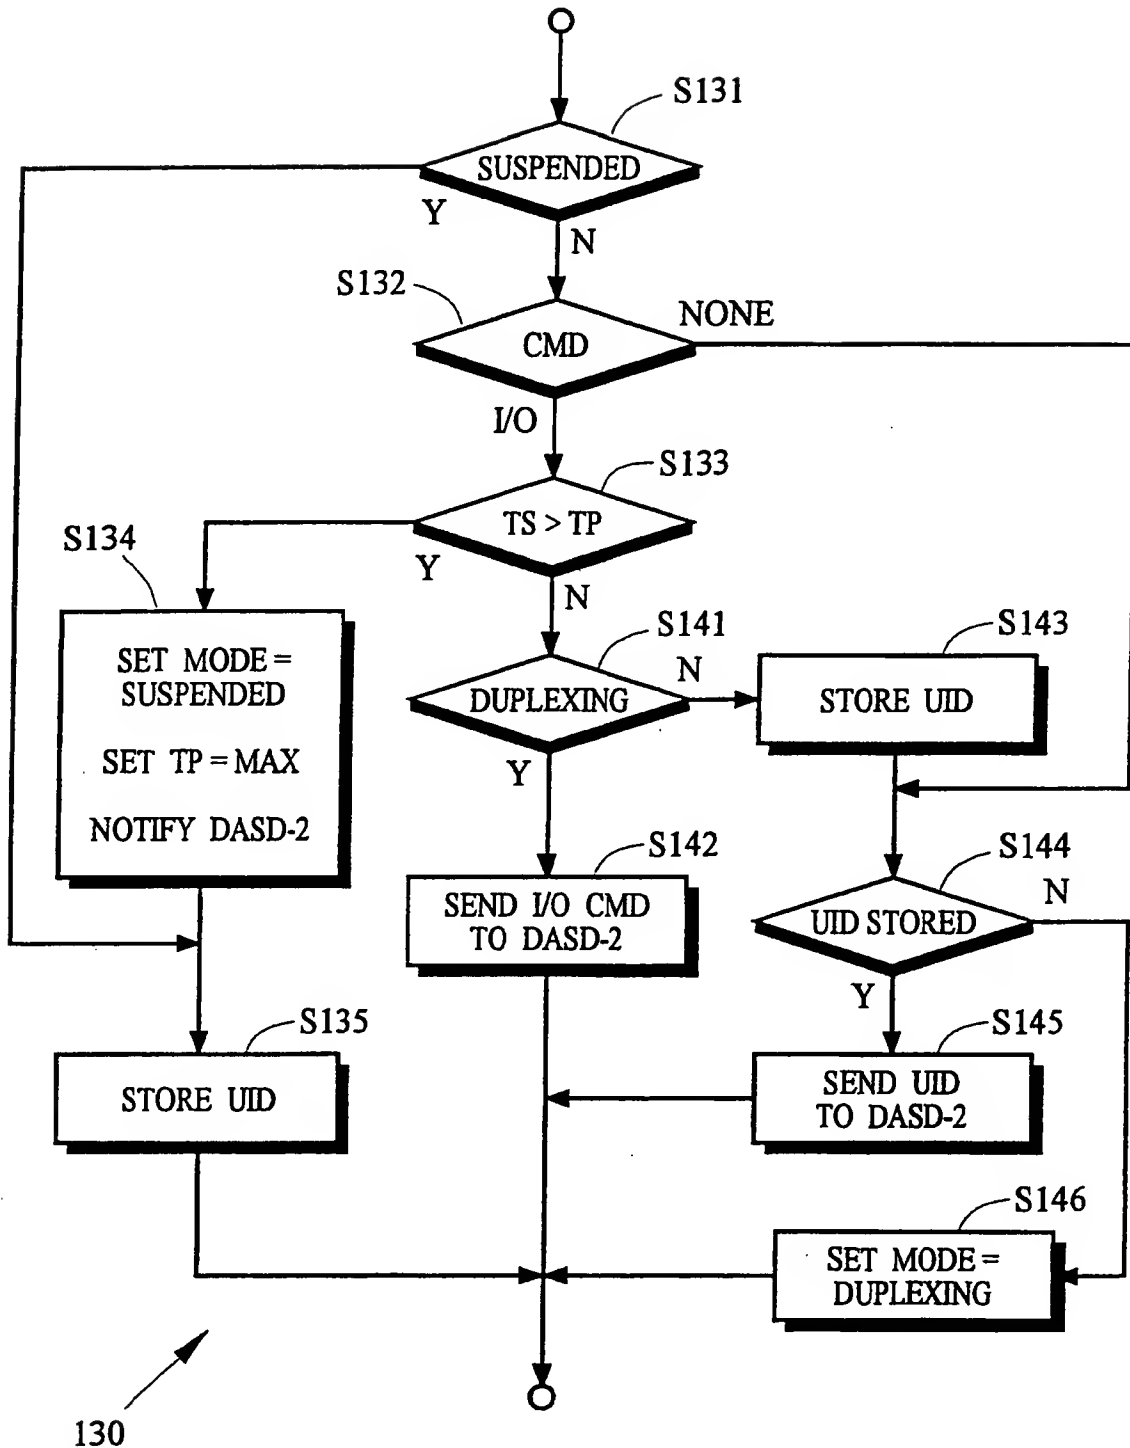 S131
SUSPENDED
Y
N
S132
NONE
CMD
I/O
S133
TS > TP
S134
Y
N
SET MODE =
SUSPENDED
SET TP = MAX
NOTIFY DASD-2
S141
DUPLEXING
N
Y
S143
STORE UID
S142
SEND I/O CMD
TO DASD-2
S144
UID STORED
N
Y
S135
STORE UID
S145
SEND UID
TO DASD-2
S146
SET MODE =
DUPLEXING
130